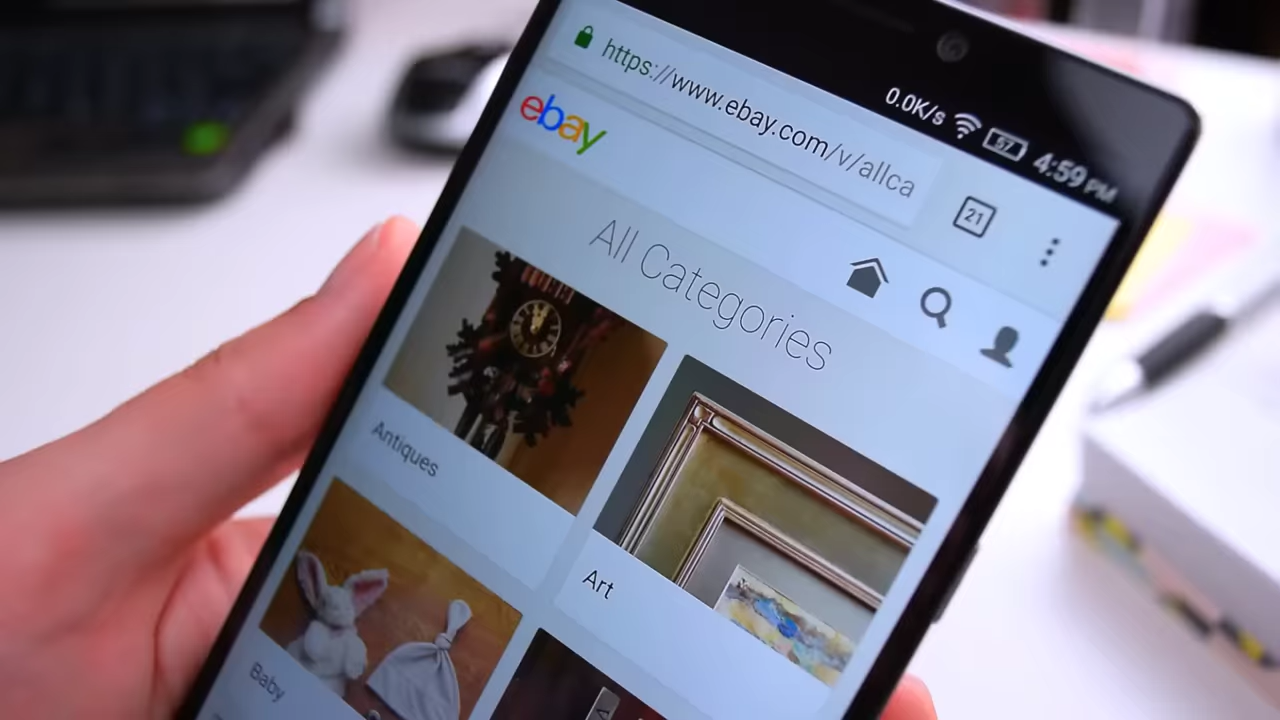 0.0K/s 57 4:59 PM
https://www.ebay.com/v/allca
21
ebay
All Categories
Antiques
Art
Baby